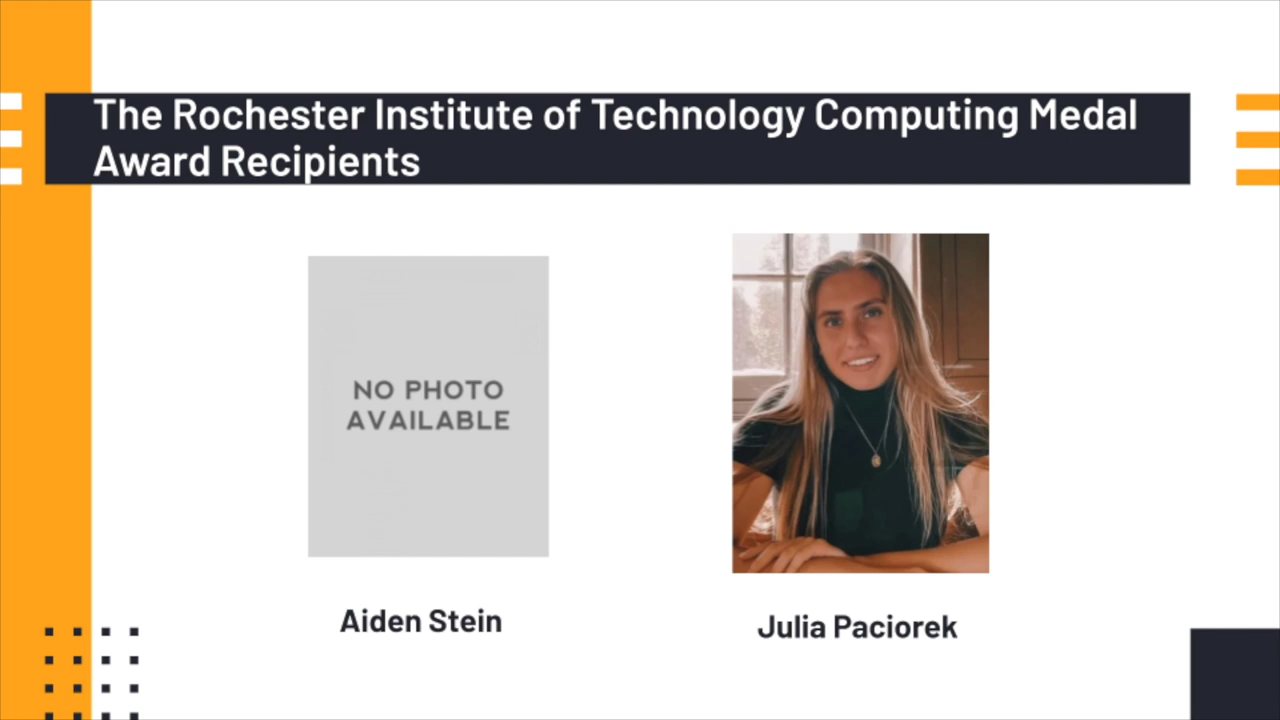 The Rochester Institute of Technology Computing Medal
Award Recipients
NO PHOTO
AVAILABLE
Aiden Stein
Julia Paciorek